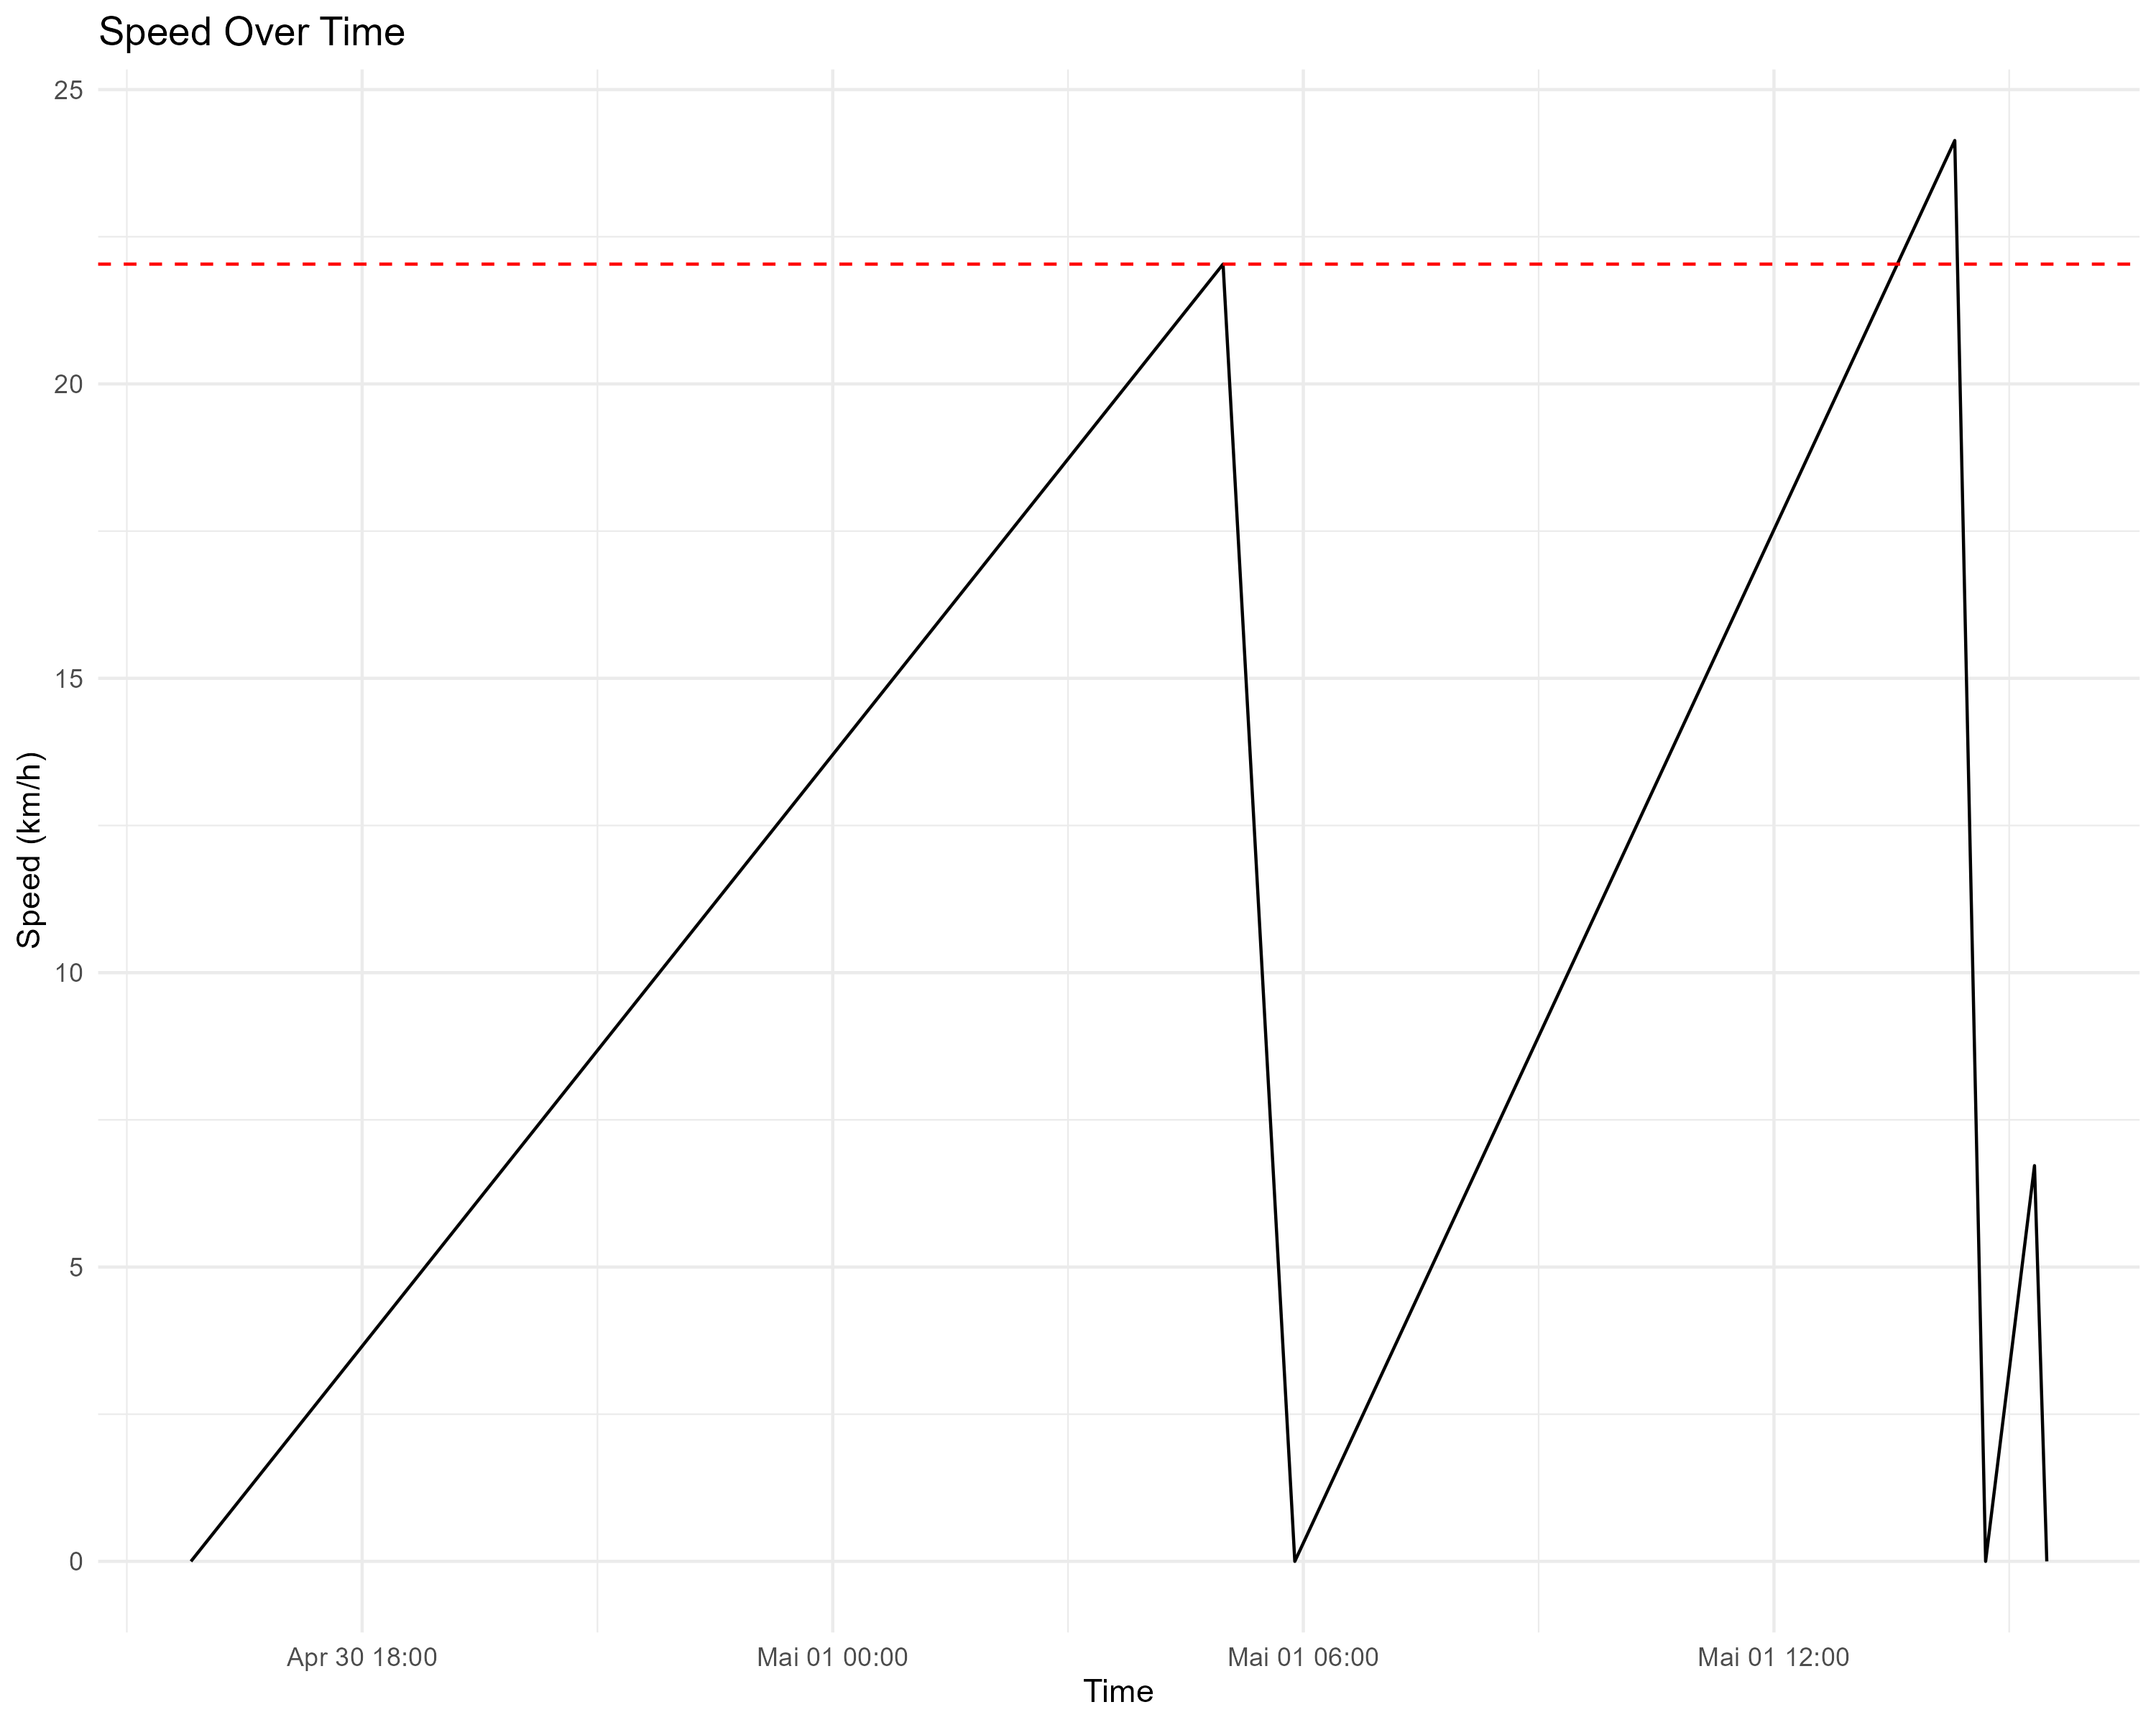 Speed Over Time
25
20
15
10
5
0
Speed (km/h)
Apr 30 18:00
Mai 01 00:00
Mai 01 06:00
Mai 01 12:00
Time